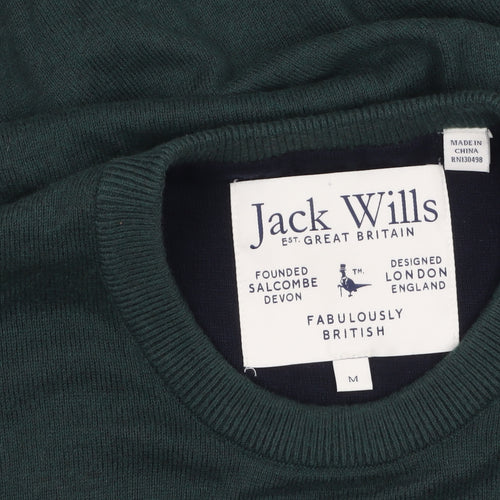 MADE IN
CHINA
RN130498
Jack Wills
EST. GREAT BRITAIN
FOUNDED
SALCOMBE
DEVON
TM.
DESIGNED
LONDON
ENGLAND
FABULOUSLY
BRITISH
M